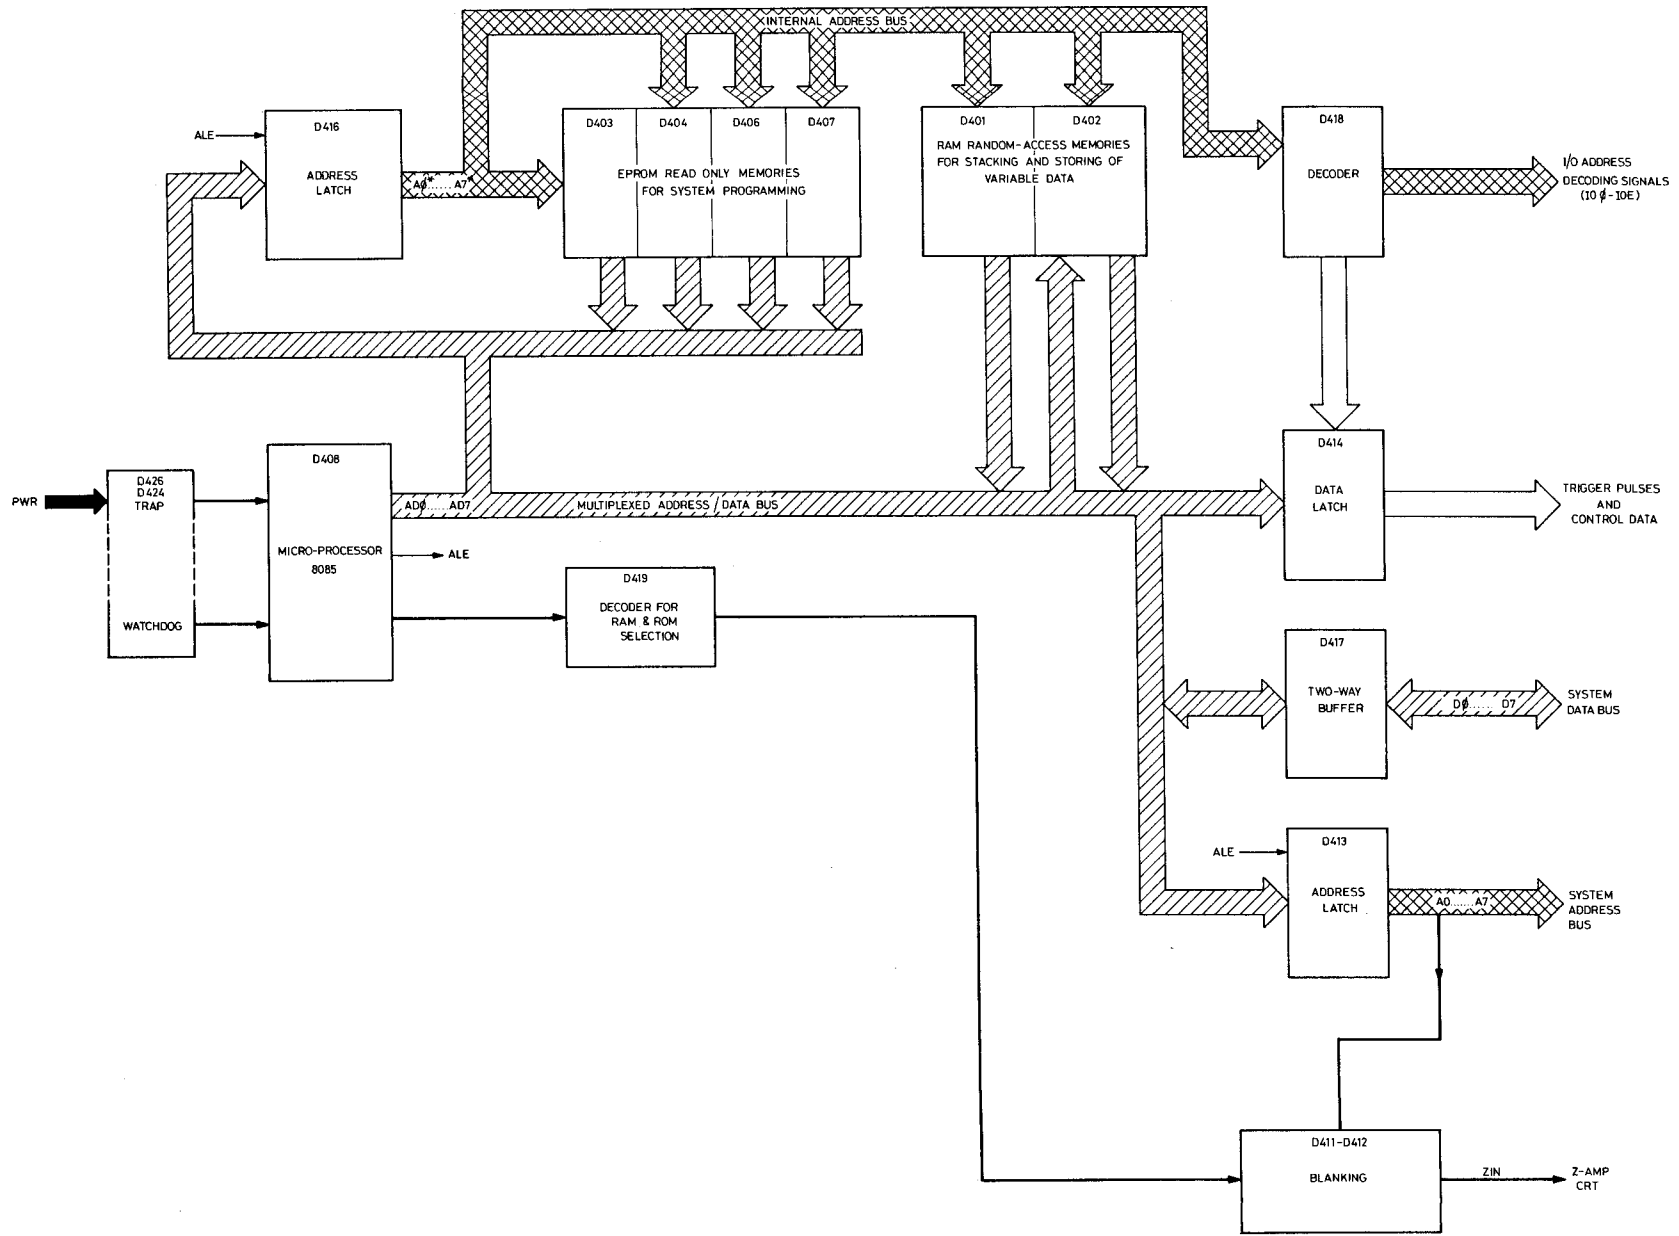 INTERNAL ADDRESS BUS
D416
ALE
ADDRESS
LATCH
AØ*......A7*
D403
D404
D406
D407
EPROM READ ONLY MEMORIES
FOR SYSTEM PROGRAMMING
D401
D402
RAM RANDOM-ACCESS MEMORIES
FOR STACKING AND STORING OF
VARIABLE DATA
D418
DECODER
I/O ADDRESS
DECODING SIGNALS
(IO Ø-IOE)
PWR
D426
D424
TRAP
WATCHDOG
D408
MICRO-PROCESSOR
8085
ADØ......AD7
MULTIPLEXED ADDRESS / DATA BUS
ALE
D419
DECODER FOR
RAM & ROM
SELECTION
D414
DATA
LATCH
TRIGGER PULSES
AND
CONTROL DATA
D417
TWO-WAY
BUFFER
DØ...... D7
SYSTEM
DATA BUS
D413
ALE
ADDRESS
LATCH
A0......A7
SYSTEM
ADDRESS
BUS
D411-D412
BLANKING
ZIN
Z-AMP
CRT